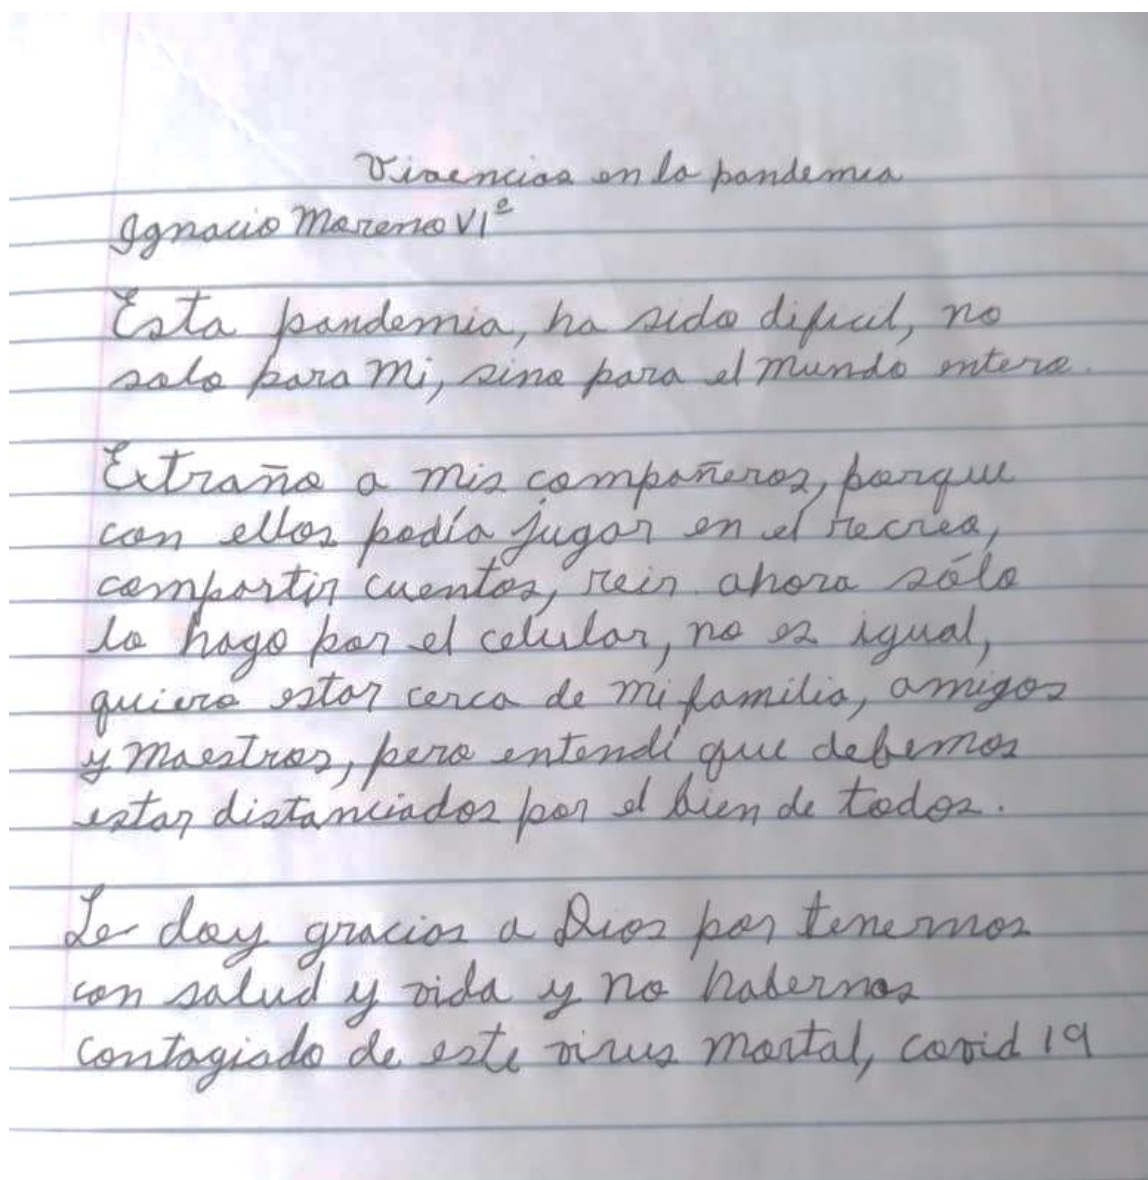 Vivencias en la pandemia
Ignacio Moreno VIº
Esta pandemia, ha sido dificil, no
solo para mi, sino para el mundo entero.
Extraño a mis compañeros, porque
con ellos podía jugar en el recreo,
compartir cuentos, reir. ahora sólo
lo hago por el celular, no es igual,
quiero estar cerca de mi familia, amigos
y maestros, pero entendí que debemos
estar distanciados por el bien de todos.
Le doy gracias a Dios por tenernos
con salud y vida y no habernos
contagiado de este virus mortal, covid 19